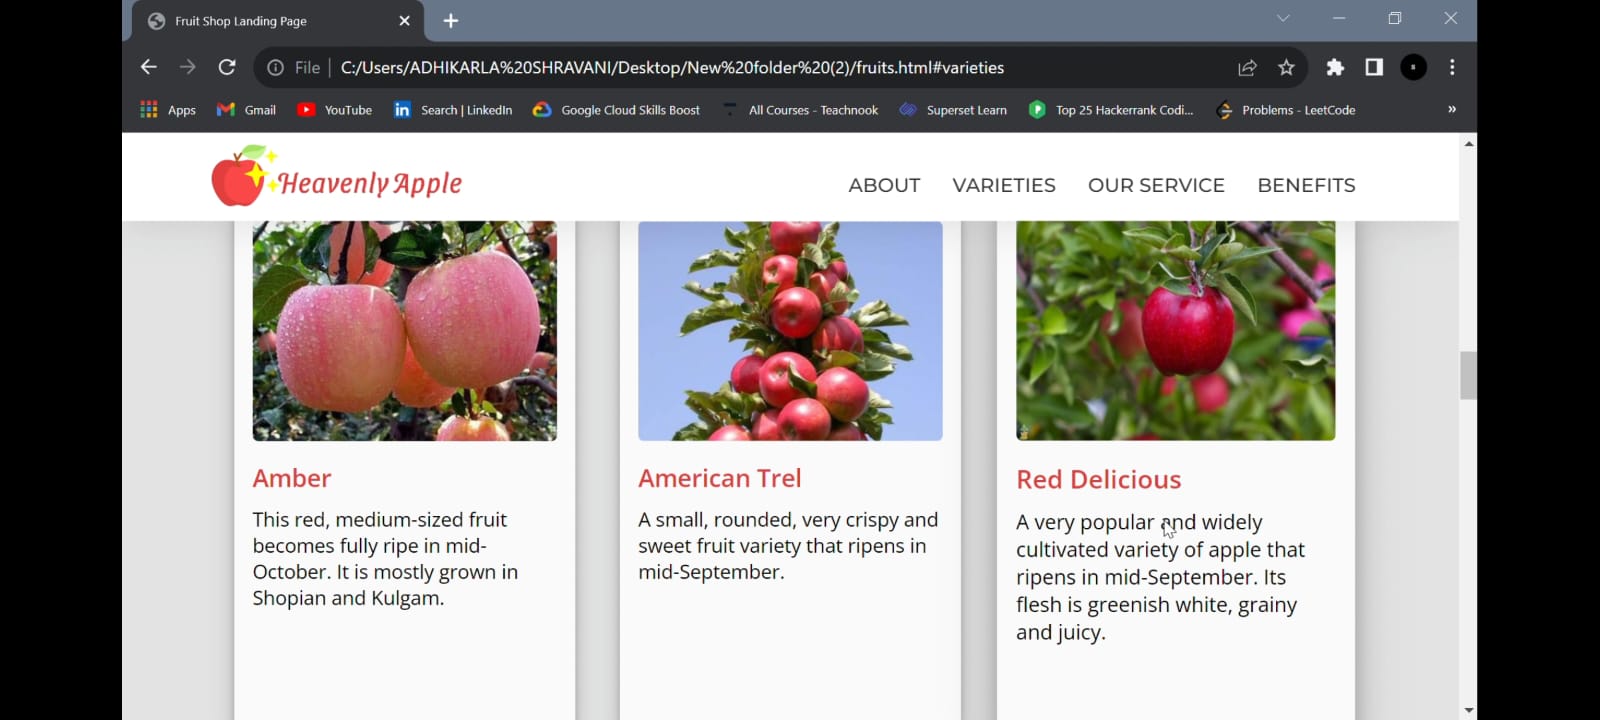 Fruit Shop Landing Page
File | C:/Users/ADHIKARLA%20SHRAVANI/Desktop/New%20folder%20(2)/fruits.html#varieties
Apps Gmail YouTube Search | LinkedIn Google Cloud Skills Boost All Courses - Teachnook Superset Learn Top 25 Hackerrank Codi... Problems - LeetCode »
Heavenly Apple ABOUT VARIETIES OUR SERVICE BENEFITS
Amber
This red, medium-sized fruit
becomes fully ripe in mid-
October. It is mostly grown in
Shopian and Kulgam.
American Trel
A small, rounded, very crispy and
sweet fruit variety that ripens in
mid-September.
Red Delicious
A very popular and widely
cultivated variety of apple that
ripens in mid-September. Its
flesh is greenish white, grainy
and juicy.